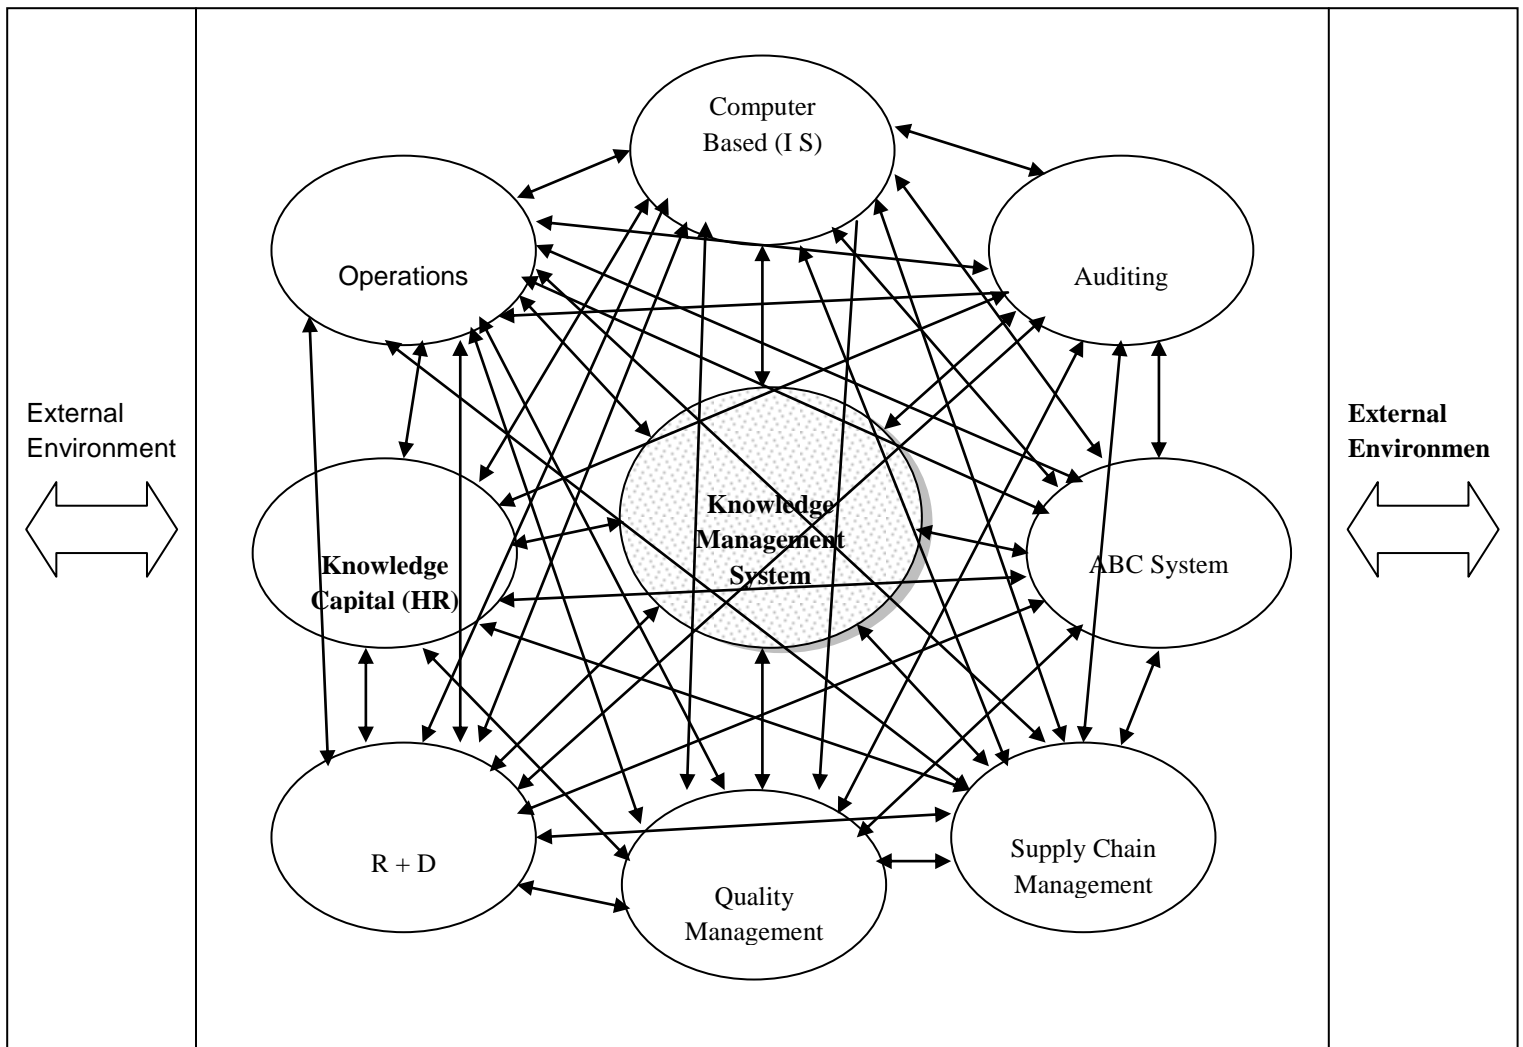 Computer
Based (I S)
Operations
Auditing
External
Environment
External
Environmen
Knowledge
Management
System
Knowledge
Capital (HR)
ABC System
R + D
Quality
Management
Supply Chain
Management